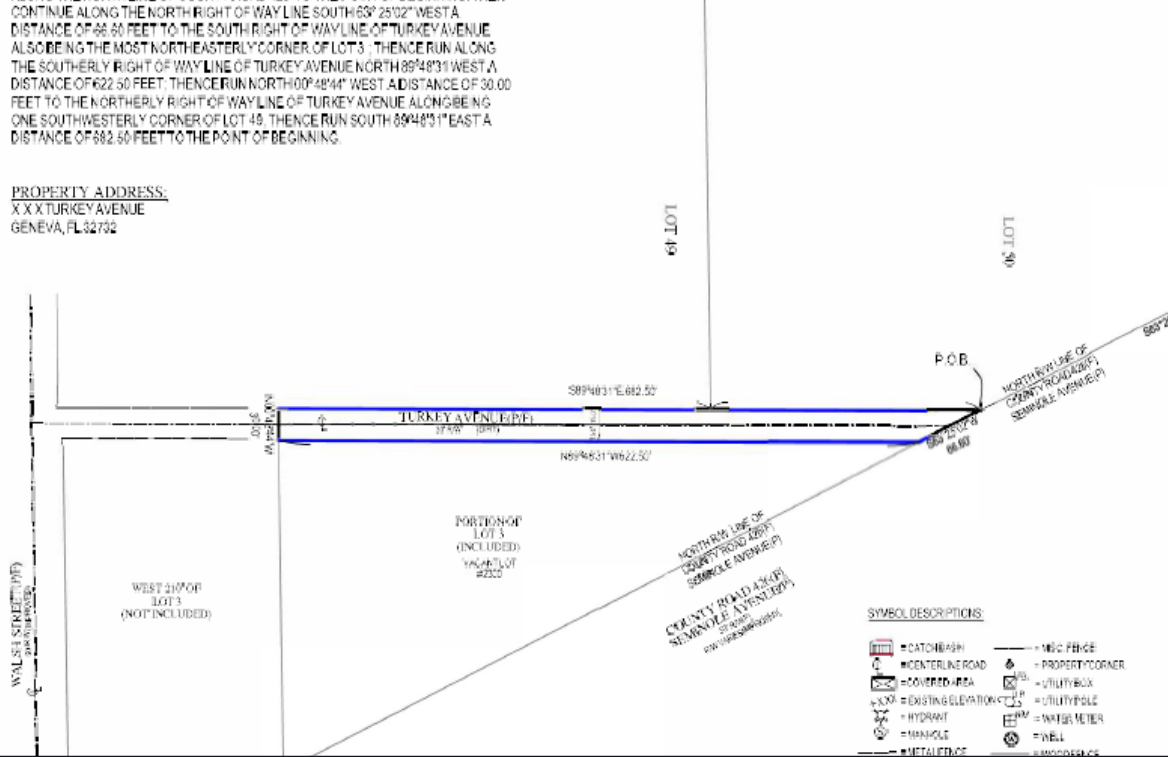 CONTINUE ALONG THE NORTH RIGHT OF WAY LINE SOUTH 63° 25'02" WEST A
DISTANCE OF 66.60 FEET TO THE SOUTH RIGHT OF WAY LINE OF TURKEY AVENUE
ALSO BEING THE MOST NORTHEASTERLY CORNER OF LOT 3 ; THENCE RUN ALONG
THE SOUTHERLY RIGHT OF WAY LINE OF TURKEY AVENUE NORTH 89°48'31 WEST A
DISTANCE OF 622.50 FEET; THENCE RUN NORTH 00°48'44" WEST A DISTANCE OF 30.00
FEET TO THE NORTHERLY RIGHT OF WAY LINE OF TURKEY AVENUE ALONG BEING
ONE SOUTHWESTERLY CORNER OF LOT 49, THENCE RUN SOUTH 89°48'31" EAST A
DISTANCE OF 682.50 FEET TO THE POINT OF BEGINNING.
PROPERTY ADDRESS:
X X X TURKEY AVENUE
GENEVA, FL 32732
LOT 49
LOT 50
P.O.B.
NORTH R/W LINE OF
COUNTY ROAD 426(F)
SEMINOLE AVENUE(P)
S89°48'31"E 682.50'
TURKEY AVENUE(P/F)
N89°48'31"W 622.50'
S63°25'02"W
66.60'
PORTION OF
LOT 3
(INCLUDED)
VACANT LOT
#2300
NORTH R/W LINE OF
COUNTY ROAD 426(F)
SEMINOLE AVENUE(P)
COUNTY ROAD 426(F)
SEMINOLE AVENUE(P)
WEST 210' OF
LOT 3
(NOT INCLUDED)
WALSH STREET(P/F)
SYMBOL DESCRIPTIONS:
= CATCH BASIN
= MISC. FENCE
= CENTERLINE ROAD
= PROPERTY CORNER
= COVERED AREA
= UTILITY BOX
= EXISTING ELEVATION
= UTILITY POLE
= HYDRANT
= WATER METER
= MANHOLE
= WELL
= METAL FENCE
= WOOD FENCE